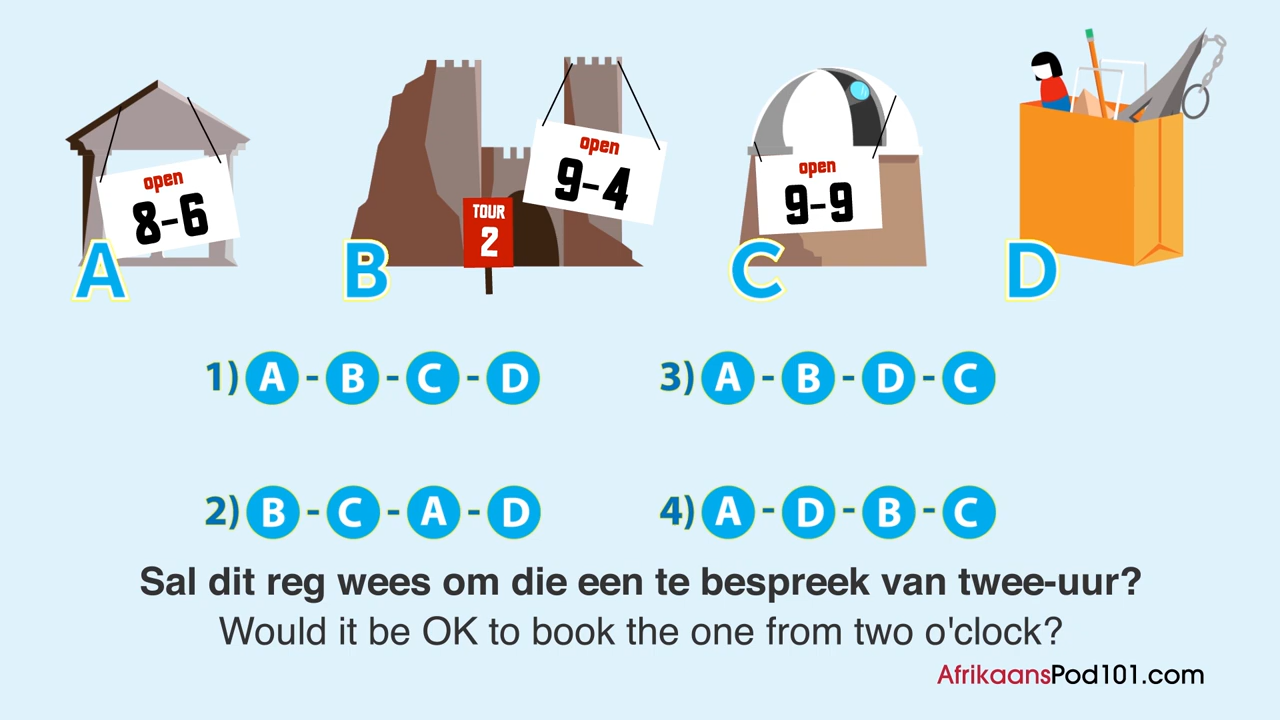 open
8-6
A
open
9-4
TOUR
2
B
open
9-9
C
D
1) A - B - C - D
3) A - B - D - C
2) B - C - A - D
4) A - D - B - C
Sal dit reg wees om die een te bespreek van twee-uur?
Would it be OK to book the one from two o'clock?
AfrikaansPod101.com